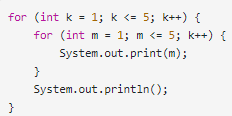 for (int k = 1; k <= 5; k++) {
    for (int m = 1; m <= 5; k++) {
        System.out.print(m);
    }
    System.out.println();
}